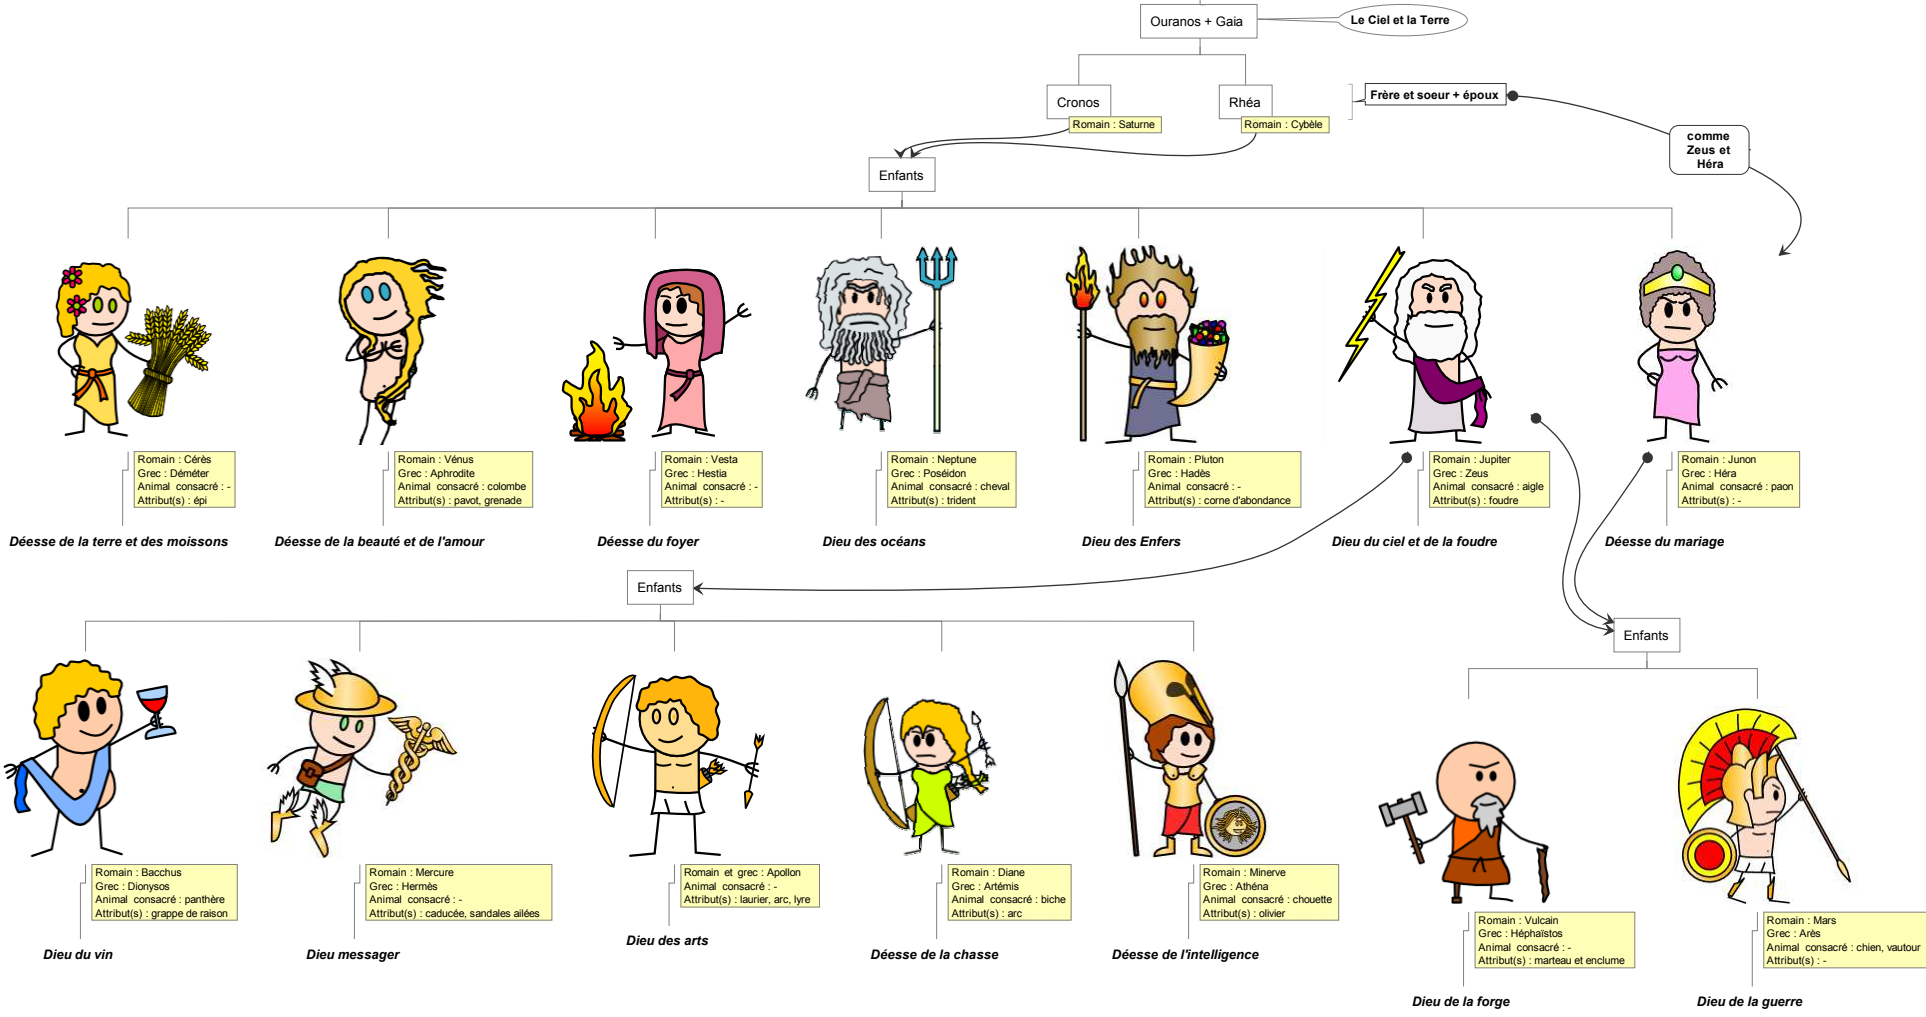 Ouranos + Gaia
Le Ciel et la Terre
Cronos
Romain : Saturne
Rhéa
Romain : Cybèle
Frère et soeur + époux
comme
Zeus et
Héra
Enfants
Romain : Cérès
Grec : Déméter
Animal consacré : -
Attribut(s) : épi
Déesse de la terre et des moissons
Romain : Vénus
Grec : Aphrodite
Animal consacré : colombe
Attribut(s) : pavot, grenade
Déesse de la beauté et de l'amour
Romain : Vesta
Grec : Hestia
Animal consacré : -
Attribut(s) : -
Déesse du foyer
Romain : Neptune
Grec : Poséidon
Animal consacré : cheval
Attribut(s) : trident
Dieu des océans
Romain : Pluton
Grec : Hadès
Animal consacré : -
Attribut(s) : corne d'abondance
Dieu des Enfers
Romain : Jupiter
Grec : Zeus
Animal consacré : aigle
Attribut(s) : foudre
Dieu du ciel et de la foudre
Romain : Junon
Grec : Héra
Animal consacré : paon
Attribut(s) : -
Déesse du mariage
Enfants
Enfants
Romain : Bacchus
Grec : Dionysos
Animal consacré : panthère
Attribut(s) : grappe de raison
Dieu du vin
Romain : Mercure
Grec : Hermès
Animal consacré : -
Attribut(s) : caducée, sandales ailées
Dieu messager
Romain et grec : Apollon
Animal consacré : -
Attribut(s) : laurier, arc, lyre
Dieu des arts
Romain : Diane
Grec : Artémis
Animal consacré : biche
Attribut(s) : arc
Déesse de la chasse
Romain : Minerve
Grec : Athéna
Animal consacré : chouette
Attribut(s) : olivier
Déesse de l'intelligence
Romain : Vulcain
Grec : Héphaïstos
Animal consacré : -
Attribut(s) : marteau et enclume
Dieu de la forge
Romain : Mars
Grec : Arès
Animal consacré : chien, vautour
Attribut(s) : -
Dieu de la guerre